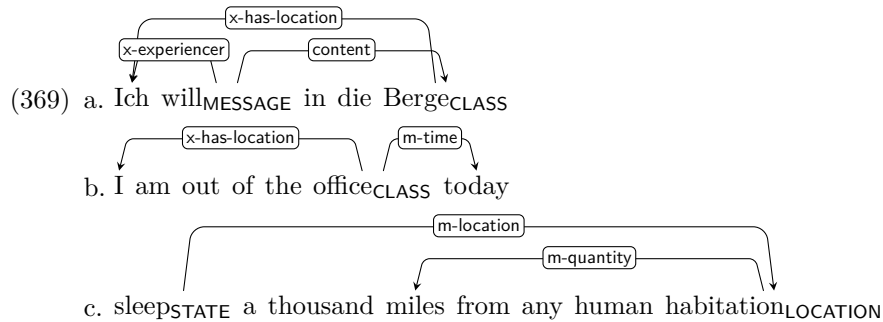 x-has-location
x-experiencer content
(369) a. Ich willMESSAGE in die BergeCLASS
x-has-location m-time
b. I am out of the officeCLASS today
m-location
m-quantity
c. sleepSTATE a thousand miles from any human habitationLOCATION